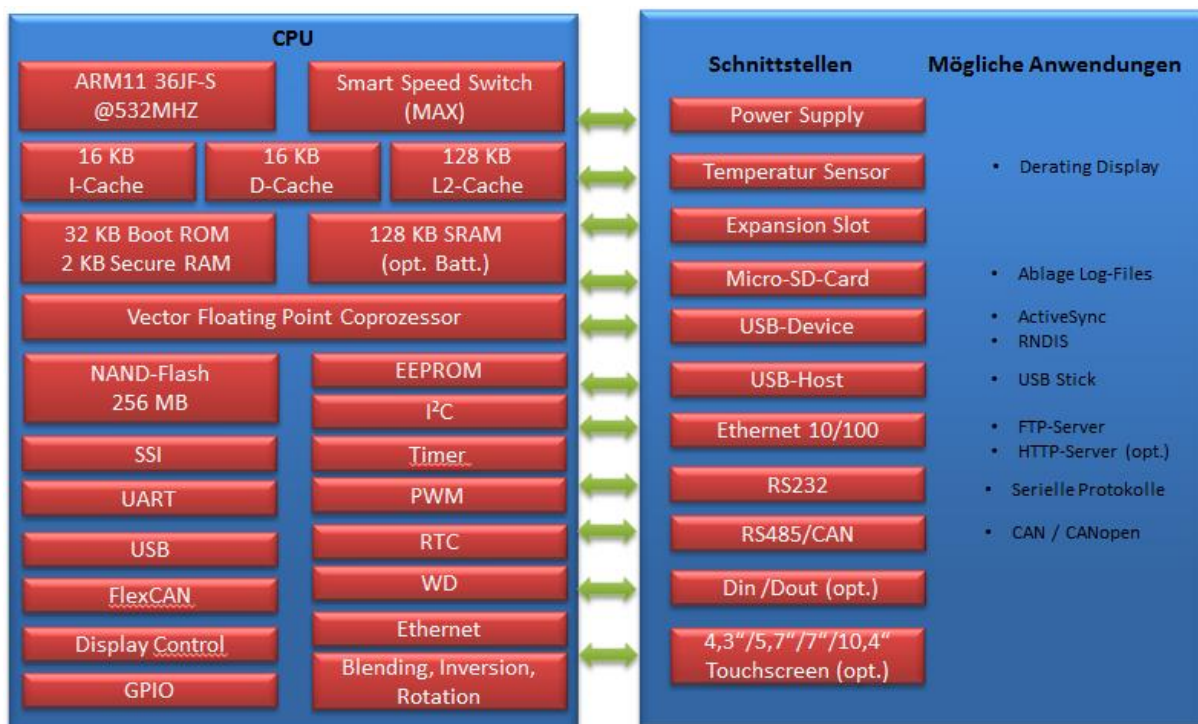 CPU
ARM11 36JF-S
@532MHZ
Smart Speed Switch
(MAX)
16 KB
I-Cache
16 KB
D-Cache
128 KB
L2-Cache
32 KB Boot ROM
2 KB Secure RAM
128 KB SRAM
(opt. Batt.)
Vector Floating Point Coprozessor
NAND-Flash
256 MB
EEPROM
I²C
SSI
Timer
UART
PWM
USB
RTC
FlexCAN
WD
Display Control
Ethernet
GPIO
Blending, Inversion,
Rotation
Schnittstellen
Mögliche Anwendungen
Power Supply
Temperatur Sensor
• Derating Display
Expansion Slot
Micro-SD-Card
• Ablage Log-Files
USB-Device
• ActiveSync
• RNDIS
USB-Host
• USB Stick
Ethernet 10/100
• FTP-Server
• HTTP-Server (opt.)
RS232
• Serielle Protokolle
RS485/CAN
• CAN / CANopen
Din /Dout (opt.)
4,3“/5,7“/7“/10,4“
Touchscreen (opt.)